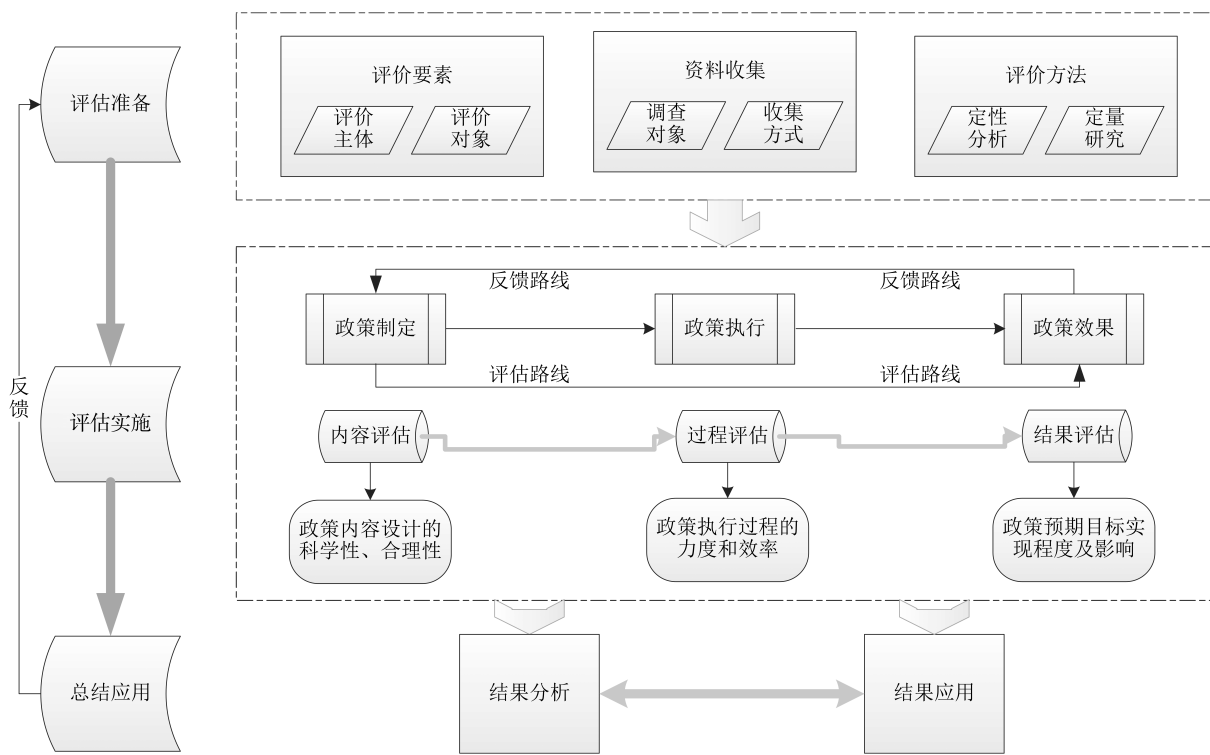 评估准备
评价要素
评价
主体
评价
对象
资料收集
调查
对象
收集
方式
评价方法
定性
分析
定量
研究
反馈
评估实施
反馈路线
反馈路线
政策制定
政策执行
政策效果
评估路线
评估路线
内容评估
过程评估
结果评估
政策内容设计的
科学性、合理性
政策执行过程的
力度和效率
政策预期目标实
现程度及影响
总结应用
结果分析
结果应用